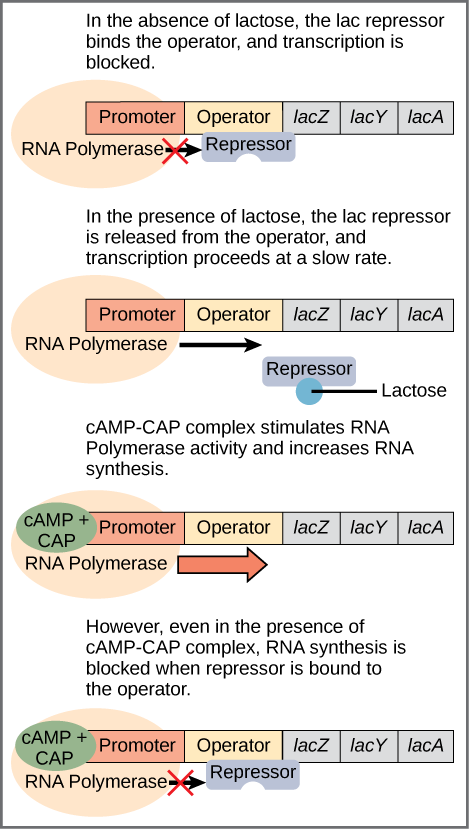 In the absence of lactose, the lac repressor
binds the operator, and transcription is
blocked.
Promoter Operator lacZ lacY lacA
RNA Polymerase Repressor
In the presence of lactose, the lac repressor
is released from the operator, and
transcription proceeds at a slow rate.
Promoter Operator lacZ lacY lacA
RNA Polymerase
Repressor
Lactose
cAMP-CAP complex stimulates RNA
Polymerase activity and increases RNA
synthesis.
cAMP +
CAP
Promoter Operator lacZ lacY lacA
RNA Polymerase
However, even in the presence of
cAMP-CAP complex, RNA synthesis is
blocked when repressor is bound to
the operator.
cAMP +
CAP
Promoter Operator lacZ lacY lacA
RNA Polymerase Repressor